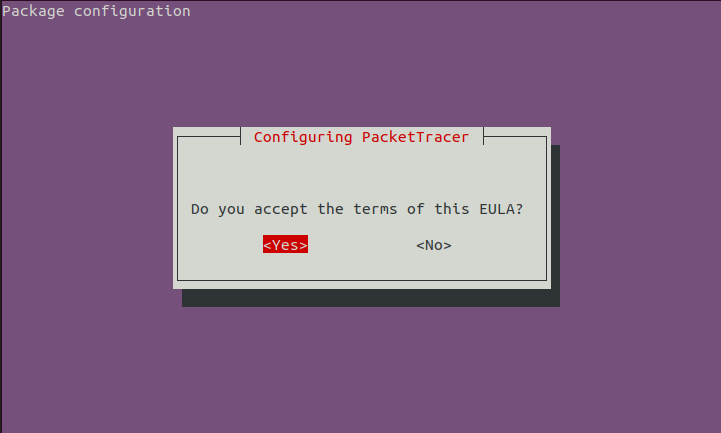 Package configuration
Configuring PacketTracer
Do you accept the terms of this EULA?
<Yes> <No>